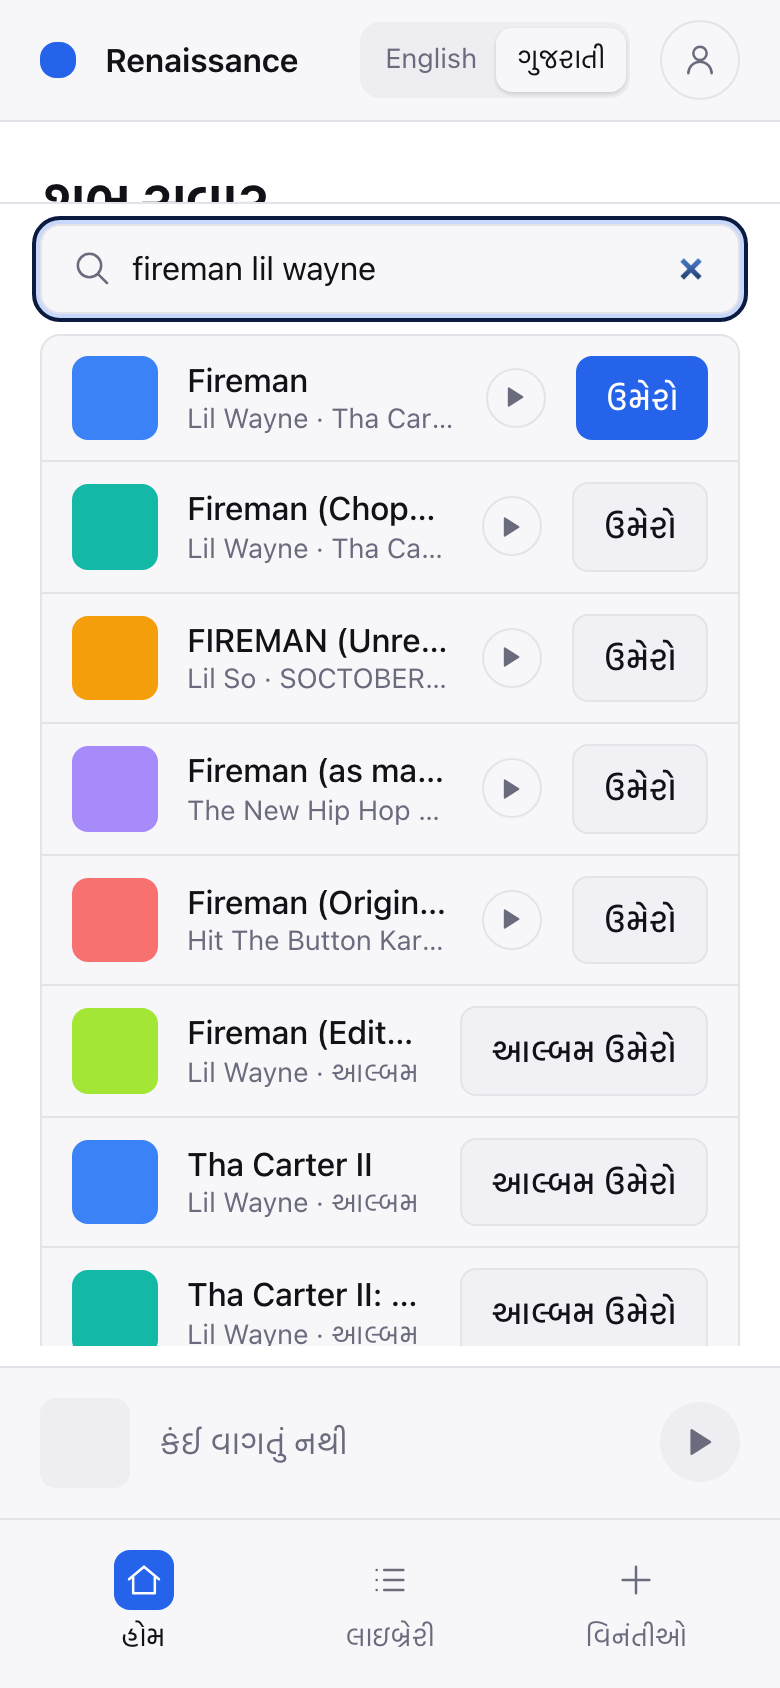 Renaissance
English
ગુજરાતી
fireman lil wayne
Fireman
Lil Wayne · Tha Car...
ઉમેરો
Fireman (Chop...
Lil Wayne · Tha Ca...
ઉમેરો
FIREMAN (Unre...
Lil So · SOCTOBER...
ઉમેરો
Fireman (as ma...
The New Hip Hop ...
ઉમેરો
Fireman (Origin...
Hit The Button Kar...
ઉમેરો
Fireman (Edit...
Lil Wayne · આલ્બમ
આલ્બમ ઉમેરો
Tha Carter II
Lil Wayne · આલ્બમ
આલ્બમ ઉમેરો
Tha Carter II: ...
Lil Wayne · આલ્બમ
આલ્બમ ઉમેરો
કંઈ વાગતું નથી
હોમ
લાઇબ્રેરી
વિનંતીઓ